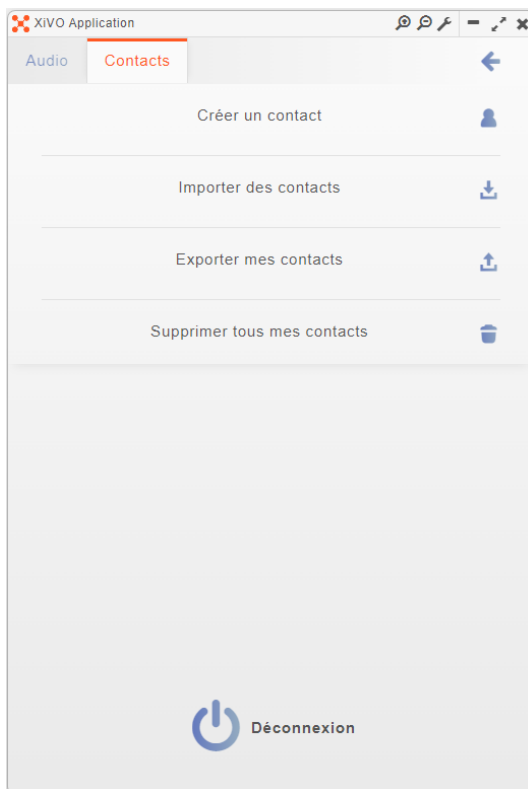 XiVO Application
Audio Contacts
Créer un contact
Importer des contacts
Exporter mes contacts
Supprimer tous mes contacts
Déconnexion